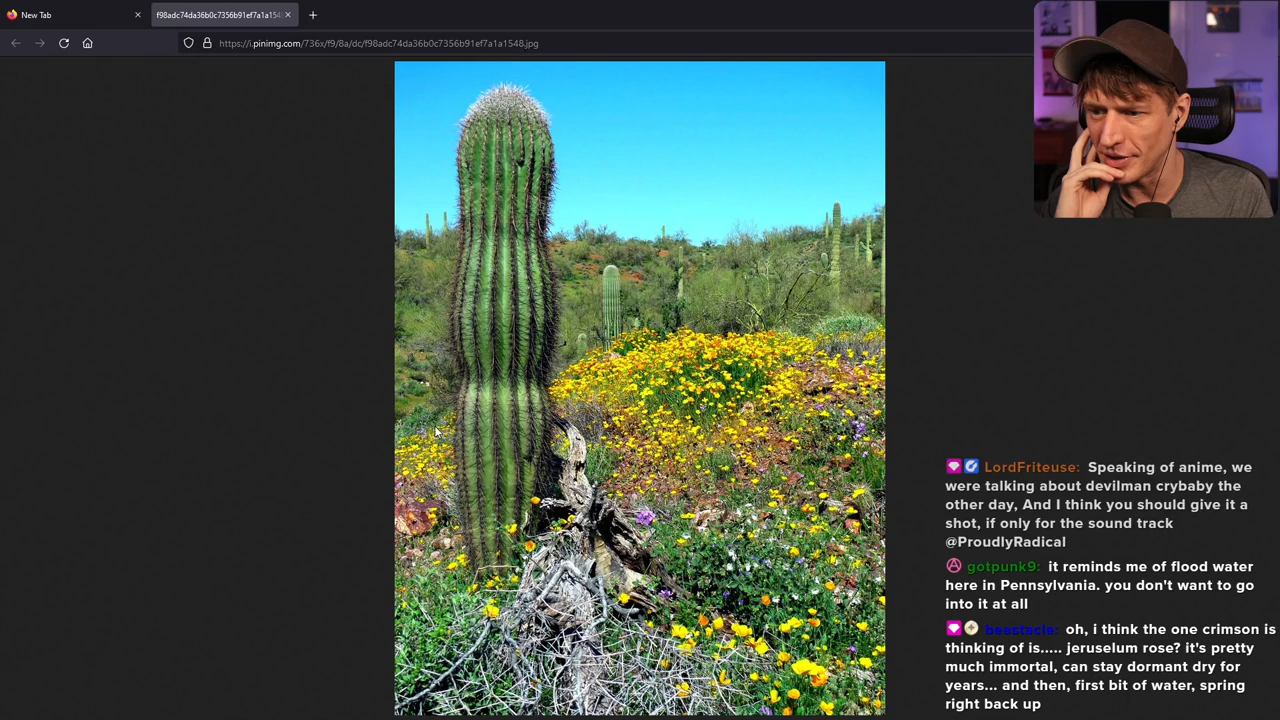 New Tab
f98adc74da36b0c7356b91ef7a1a154
https://i.pinimg.com/736x/f9/8a/dc/f98adc74da36b0c7356b91ef7a1a1548.jpg
LordFriteuse: Speaking of anime, we
were talking about devilman crybaby the
other day, And I think you should give it a
shot, if only for the sound track
@ProudlyRadical
gotpunk9: it reminds me of flood water
here in Pennsylvania. you don't want to go
into it at all
beastacle: oh, i think the one crimson is
thinking of is..... jeruselum rose? it's pretty
much immortal, can stay dormant dry for
years... and then, first bit of water, spring
right back up